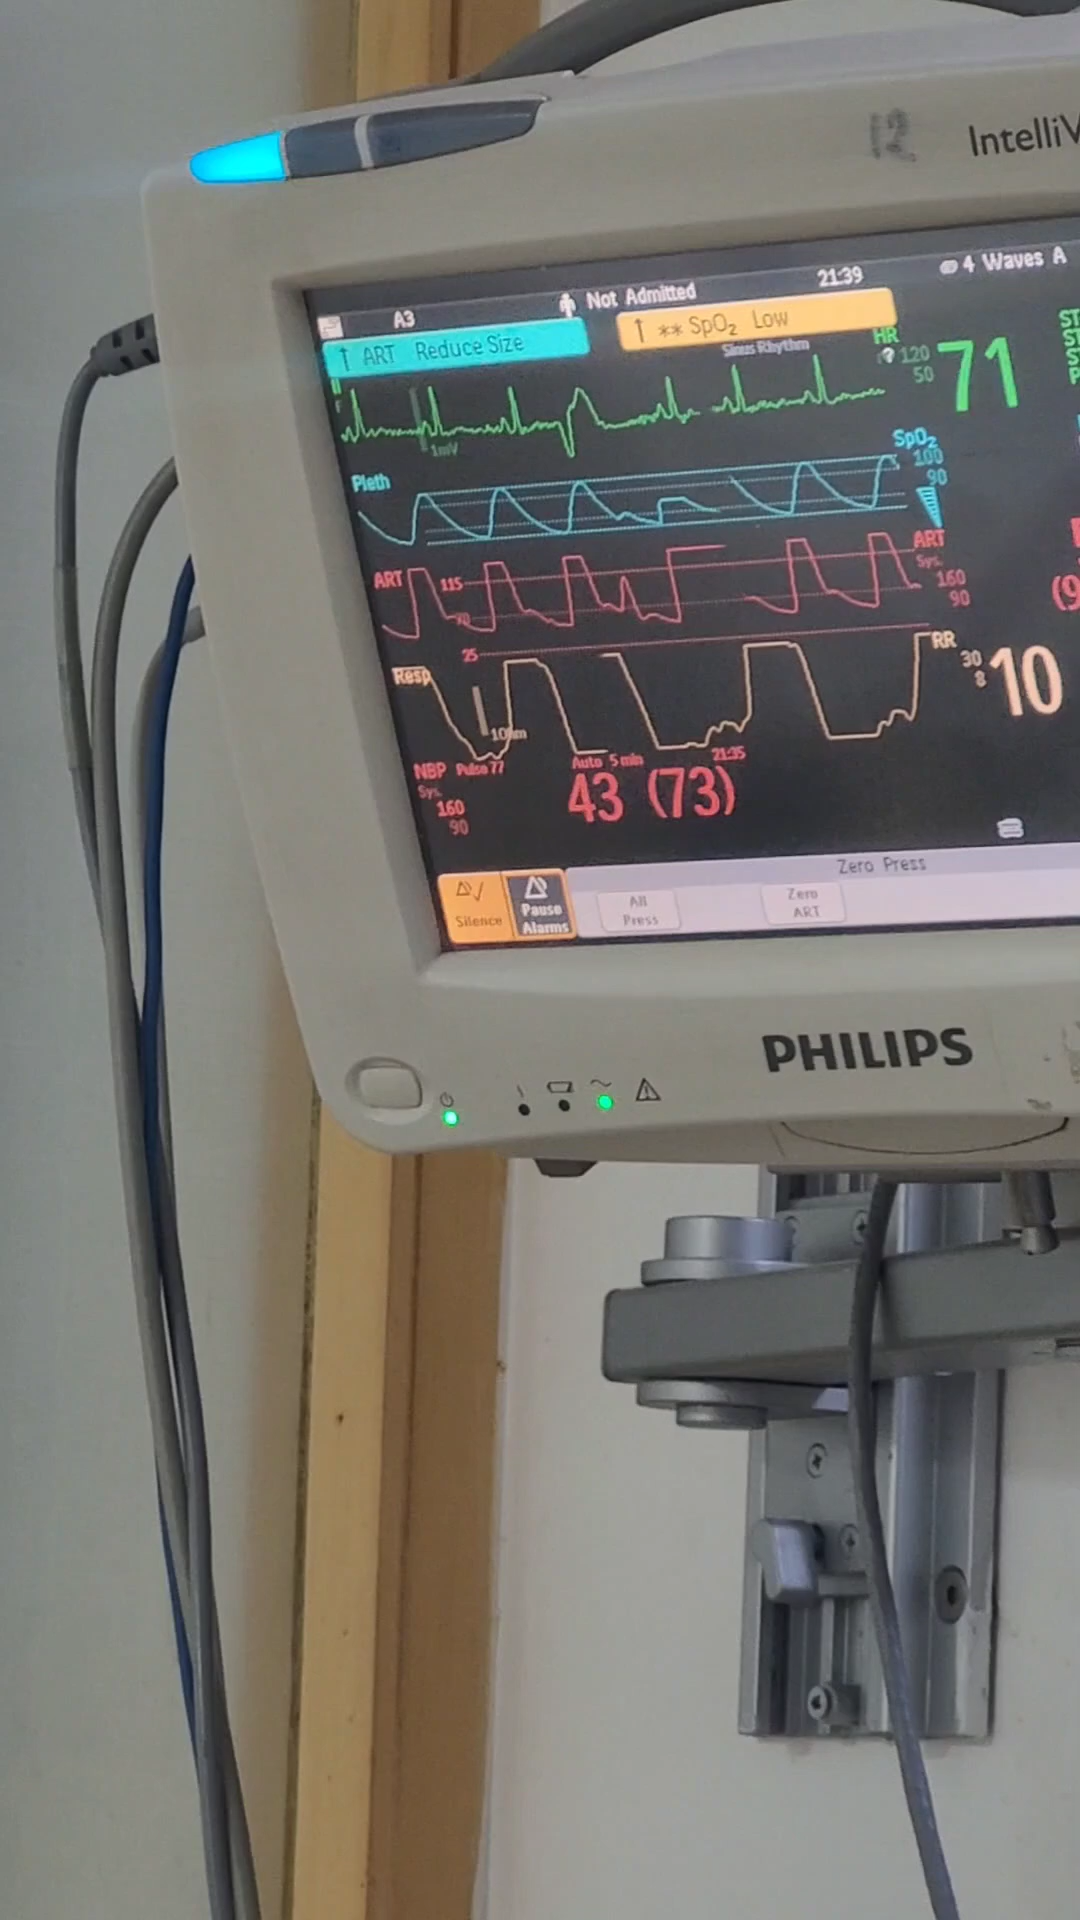 12
IntelliV
A3 Not Admitted 21:39 4 Waves A
↑ ART Reduce Size
↑ ** SpO₂ Low
Sinus Rhythm
HR
120
50
71
1mV
Pleth
SpO₂
100
90
ART
115
70
ART
Sys.
160
90
(9
Resp
25
RR
30
8
10
NBP Pulse 77 Auto 5 min 21:35
Sys.
160
90
43 (73)
Zero Press
Silence
Pause
Alarms
All
Press
Zero
ART
PHILIPS